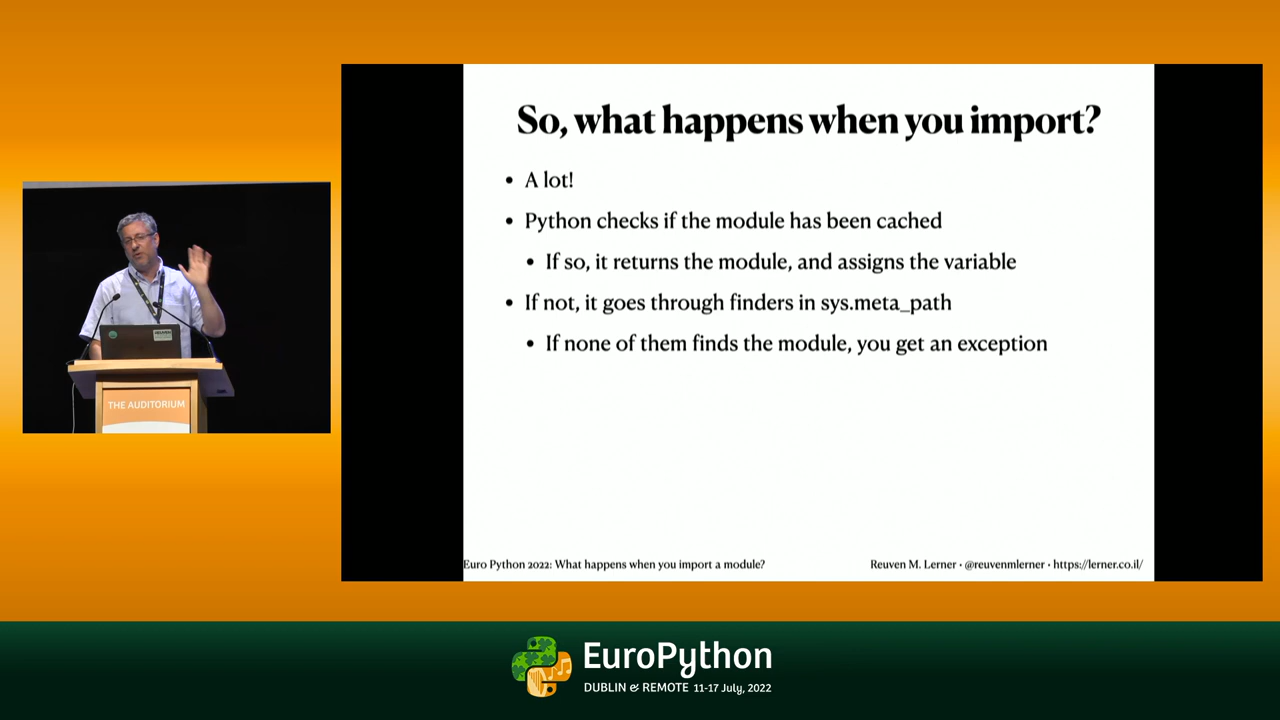 So, what happens when you import?
• A lot!
• Python checks if the module has been cached
• If so, it returns the module, and assigns the variable
• If not, it goes through finders in sys.meta_path
• If none of them finds the module, you get an exception
Euro Python 2022: What happens when you import a module?
Reuven M. Lerner • @reuvenmlerner • https://lerner.co.il/
THE AUDITORIUM
EuroPython
DUBLIN & REMOTE 11-17 July, 2022